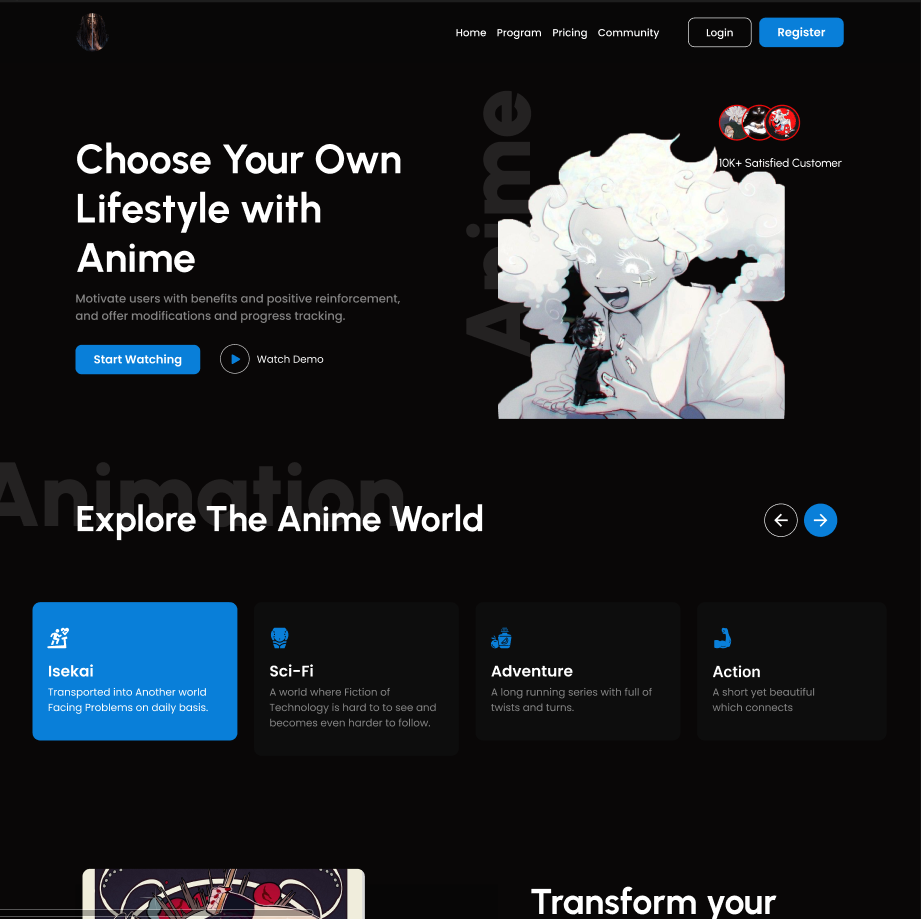 Home Program Pricing Community Login Register
Anime
10K+ Satisfied Customer
Choose Your Own
Lifestyle with
Anime
Motivate users with benefits and positive reinforcement,
and offer modifications and progress tracking.
Start Watching Watch Demo
Animation
Explore The Anime World
Isekai
Transported into Another world
Facing Problems on daily basis.
Sci-Fi
A world where Fiction of
Technology is hard to to see and
becomes even harder to follow.
Adventure
A long running series with full of
twists and turns.
Action
A short yet beautiful
which connects
Transform your